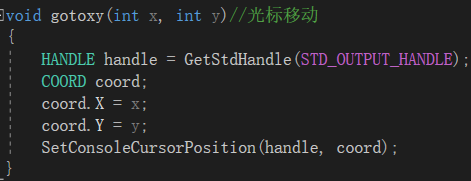 void gotoxy(int x, int y)//光标移动
{
HANDLE handle = GetStdHandle(STD_OUTPUT_HANDLE);
COORD coord;
coord.X = x;
coord.Y = y;
SetConsoleCursorPosition(handle, coord);
}